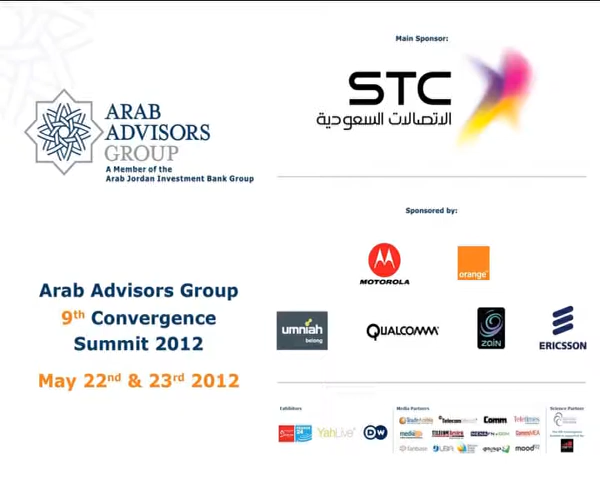 Main Sponsor:
STC
الاتصالات السعودية
ARAB
ADVISORS
GROUP
A Member of the
Arab Jordan Investment Bank Group
Sponsored by:
MOTOROLA
orange
Arab Advisors Group
9th Convergence
Summit 2012
May 22nd & 23rd 2012
umniah
belong
QUALCOMM
ZAIN
ERICSSON
Exhibitors
Media Partners
Science Partner
YahLive
DW
Comm
mood